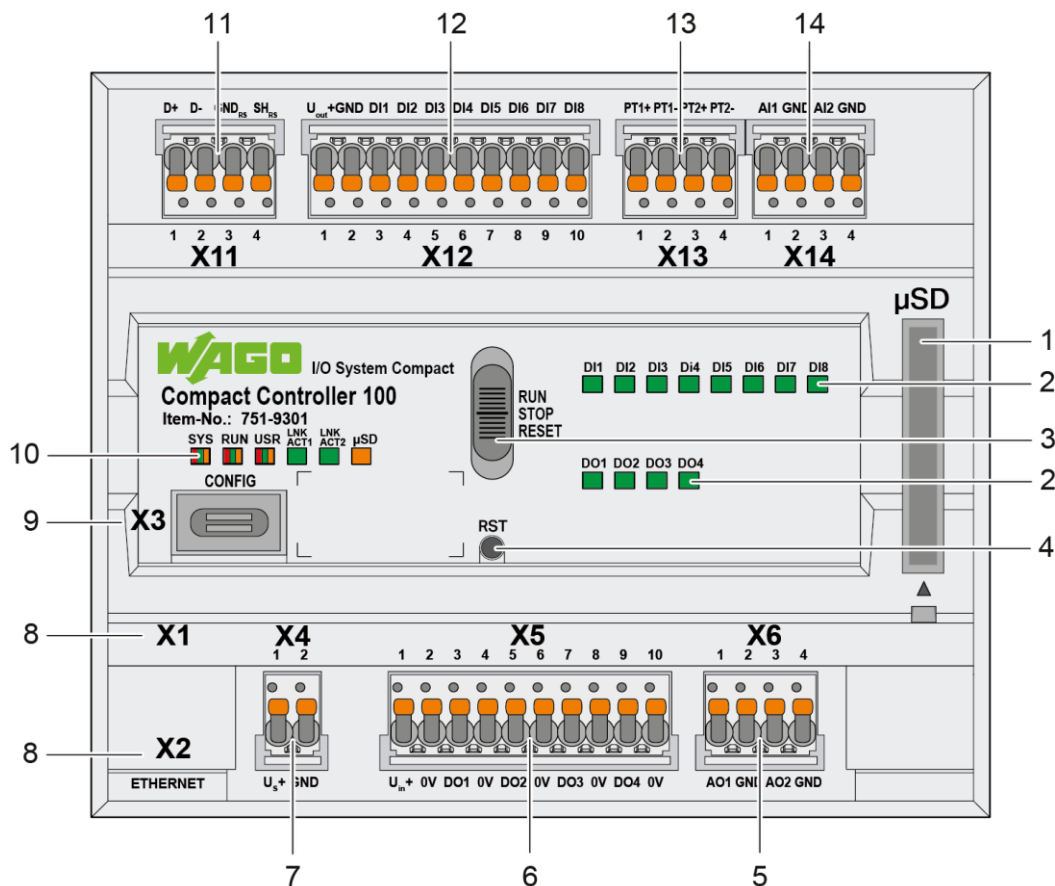 11 12 13 14
D+ D- GND RS SH RS U out + GND DI1 DI2 DI3 DI4 DI5 DI6 DI7 DI8 PT1+ PT1- PT2+ PT2- AI1 GND AI2 GND
1 2 3 4 1 2 3 4 5 6 7 8 9 10 1 2 3 4 1 2 3 4
X11 X12 X13 X14
µSD
1
WAGO I/O System Compact
Compact Controller 100
Item-No.: 751-9301
DI1 DI2 DI3 Di4 DI5 DI6 DI7 DI8
2
RUN
STOP
RESET
3
SYS RUN USR LNK ACT1 LNK ACT2 µSD
10
CONFIG
DO1 DO2 DO3 DO4
2
9
X3
RST
4
8
X1 X4 X5 X6
1 2 1 2 3 4 5 6 7 8 9 10 1 2 3 4
8
X2
ETHERNET Us+ GND Uin+ 0V DO1 0V DO2 0V DO3 0V DO4 0V AO1 GND AO2 GND
7 6 5